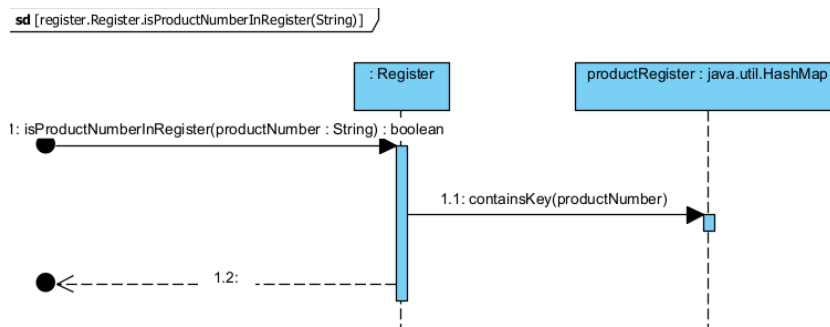 sd [register.Register.isProductNumberInRegister(String)]
: Register
productRegister : java.util.HashMap
1: isProductNumberInRegister(productNumber : String) : boolean
1.1: containsKey(productNumber)
1.2: